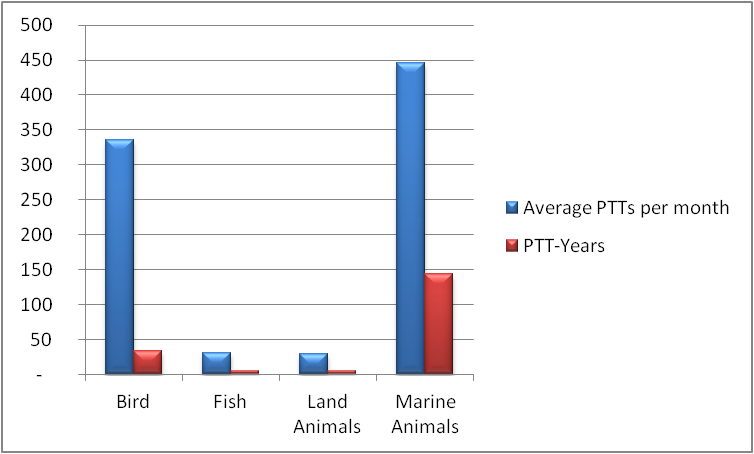 500
450
400
350
300
250
200
150
100
50
-
Bird
Fish
Land
Animals
Marine
Animals
Average PTTs per month
PTT-Years